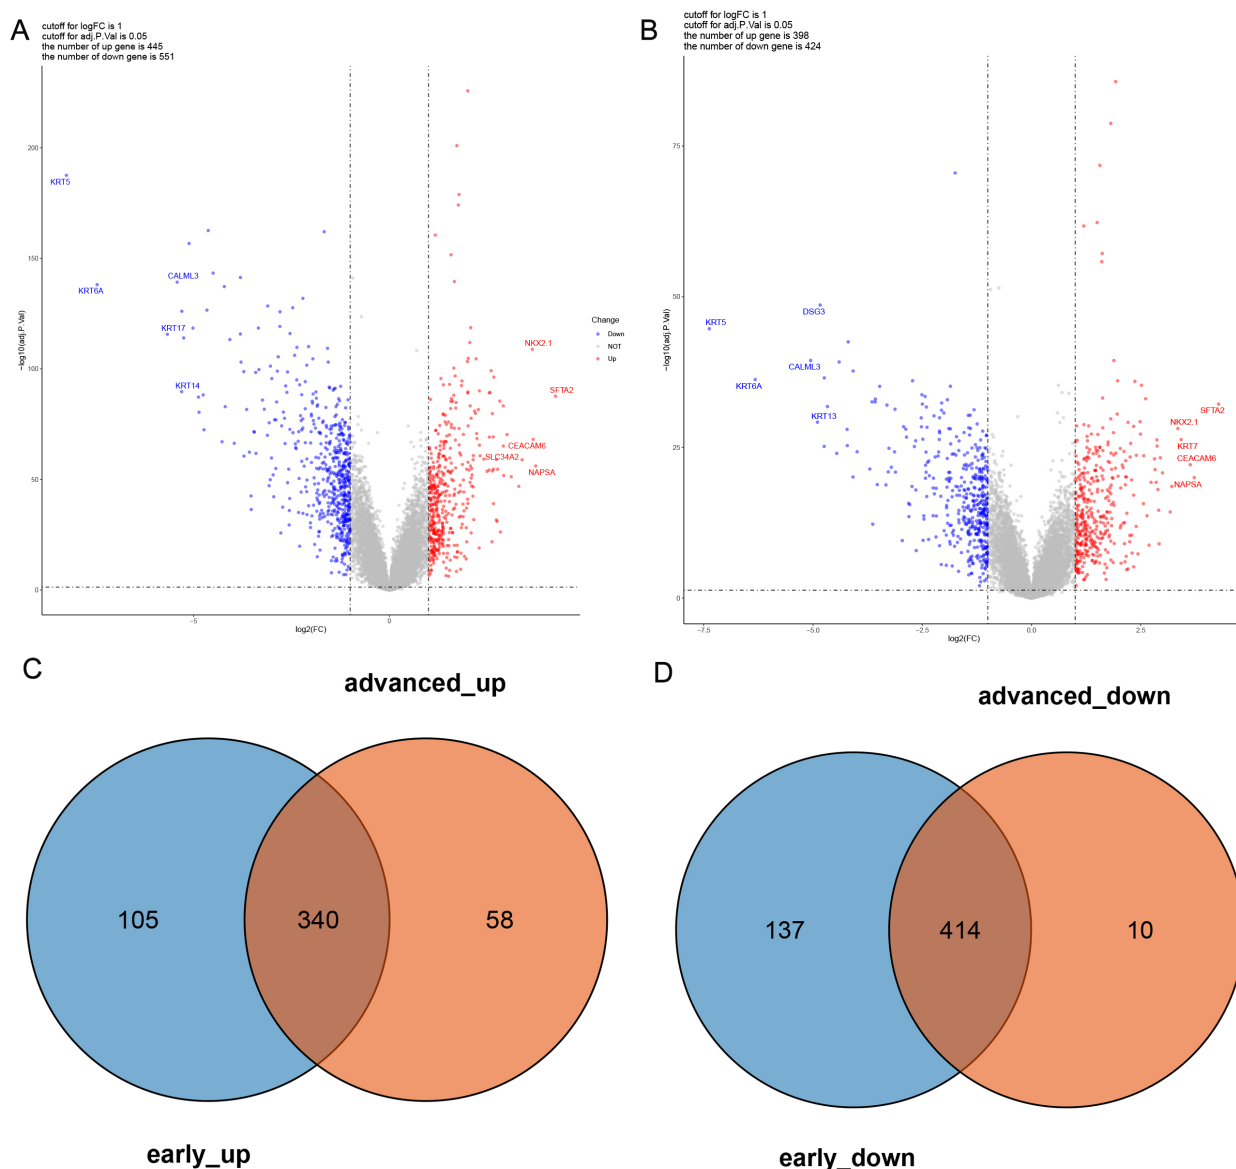 A
cutoff for logFC is 1
cutoff for adj.P.Val is 0.05
the number of up gene is 445
the number of down gene is 551
200
150
100
50
0
-log10(adj.P.Val)
-5
0
log2(FC)
KRT5
CALML3
KRT6A
KRT17
KRT14
NKX2.1
SFTA2
CEACAM6
SLC34A2
NAPSA
Change
Down
NOT
Up
B
cutoff for logFC is 1
cutoff for adj.P.Val is 0.05
the number of up gene is 398
the number of down gene is 424
75
50
25
0
-log10(adj.P.Val)
-7.5
-5.0
-2.5
0.0
2.5
log2(FC)
DSG3
KRT5
CALML3
KRT6A
KRT13
SFTA2
NKX2.1
KRT7
CEACAM6
NAPSA
C
advanced_up
105
340
58
early_up
D
advanced_down
137
414
10
early_down